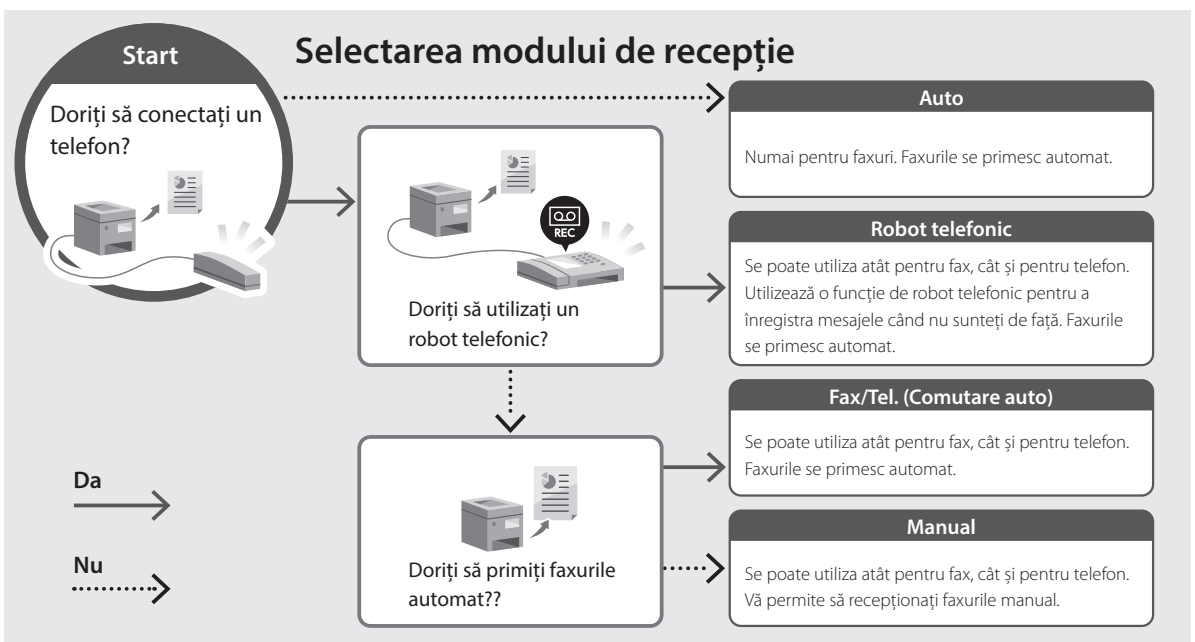 Selectarea modului de recepție
Start
Doriți să conectați un
telefon?
REC
Doriți să utilizați un
robot telefonic?
Doriți să primiți faxurile
automat??
Auto
Numai pentru faxuri. Faxurile se primesc automat.
Robot telefonic
Se poate utiliza atât pentru fax, cât și pentru telefon.
Utilizează o funcție de robot telefonic pentru a
înregistra mesajele când nu sunteți de față. Faxurile
se primesc automat.
Fax/Tel. (Comutare auto)
Se poate utiliza atât pentru fax, cât și pentru telefon.
Faxurile se primesc automat.
Manual
Se poate utiliza atât pentru fax, cât și pentru telefon.
Vă permite să recepționați faxurile manual.
Da
Nu